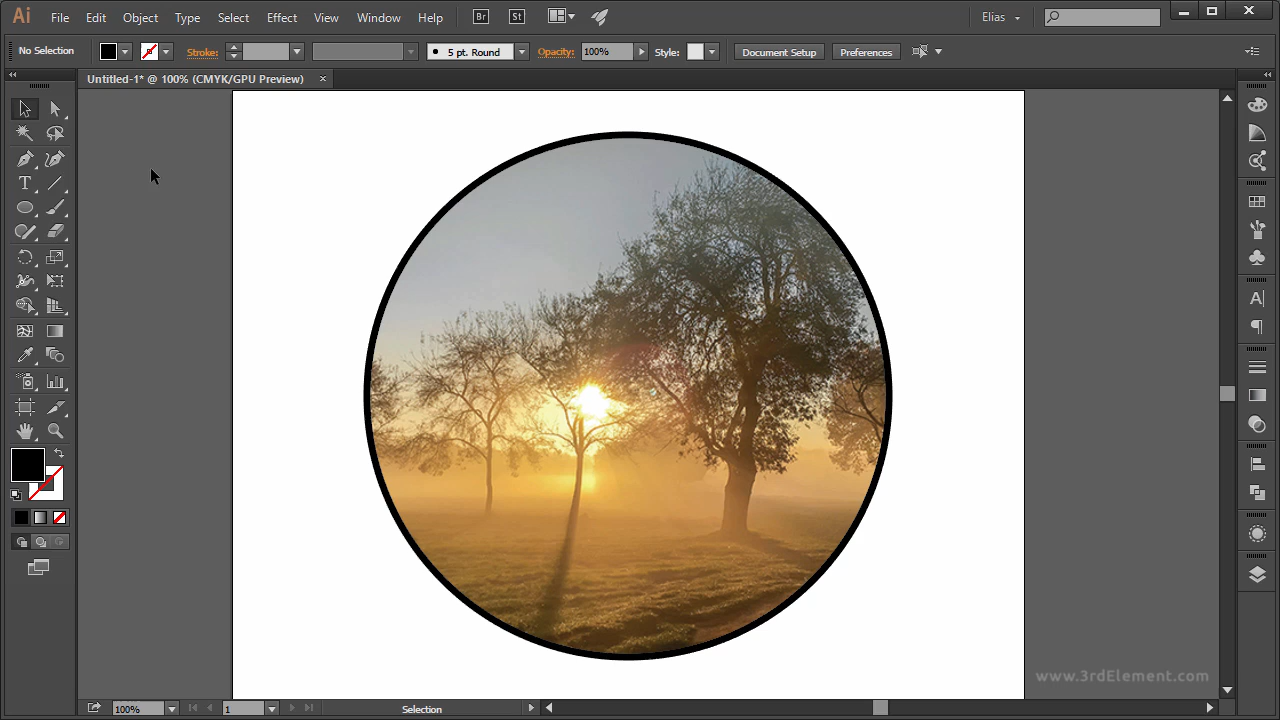 Ai File Edit Object Type Select Effect View Window Help Br St Elias
No Selection Stroke: 5 pt. Round Opacity: 100% Style: Document Setup Preferences
Untitled-1* @ 100% (CMYK/GPU Preview) ×
T
A
www.3rdElement.com
100% 1 Selection